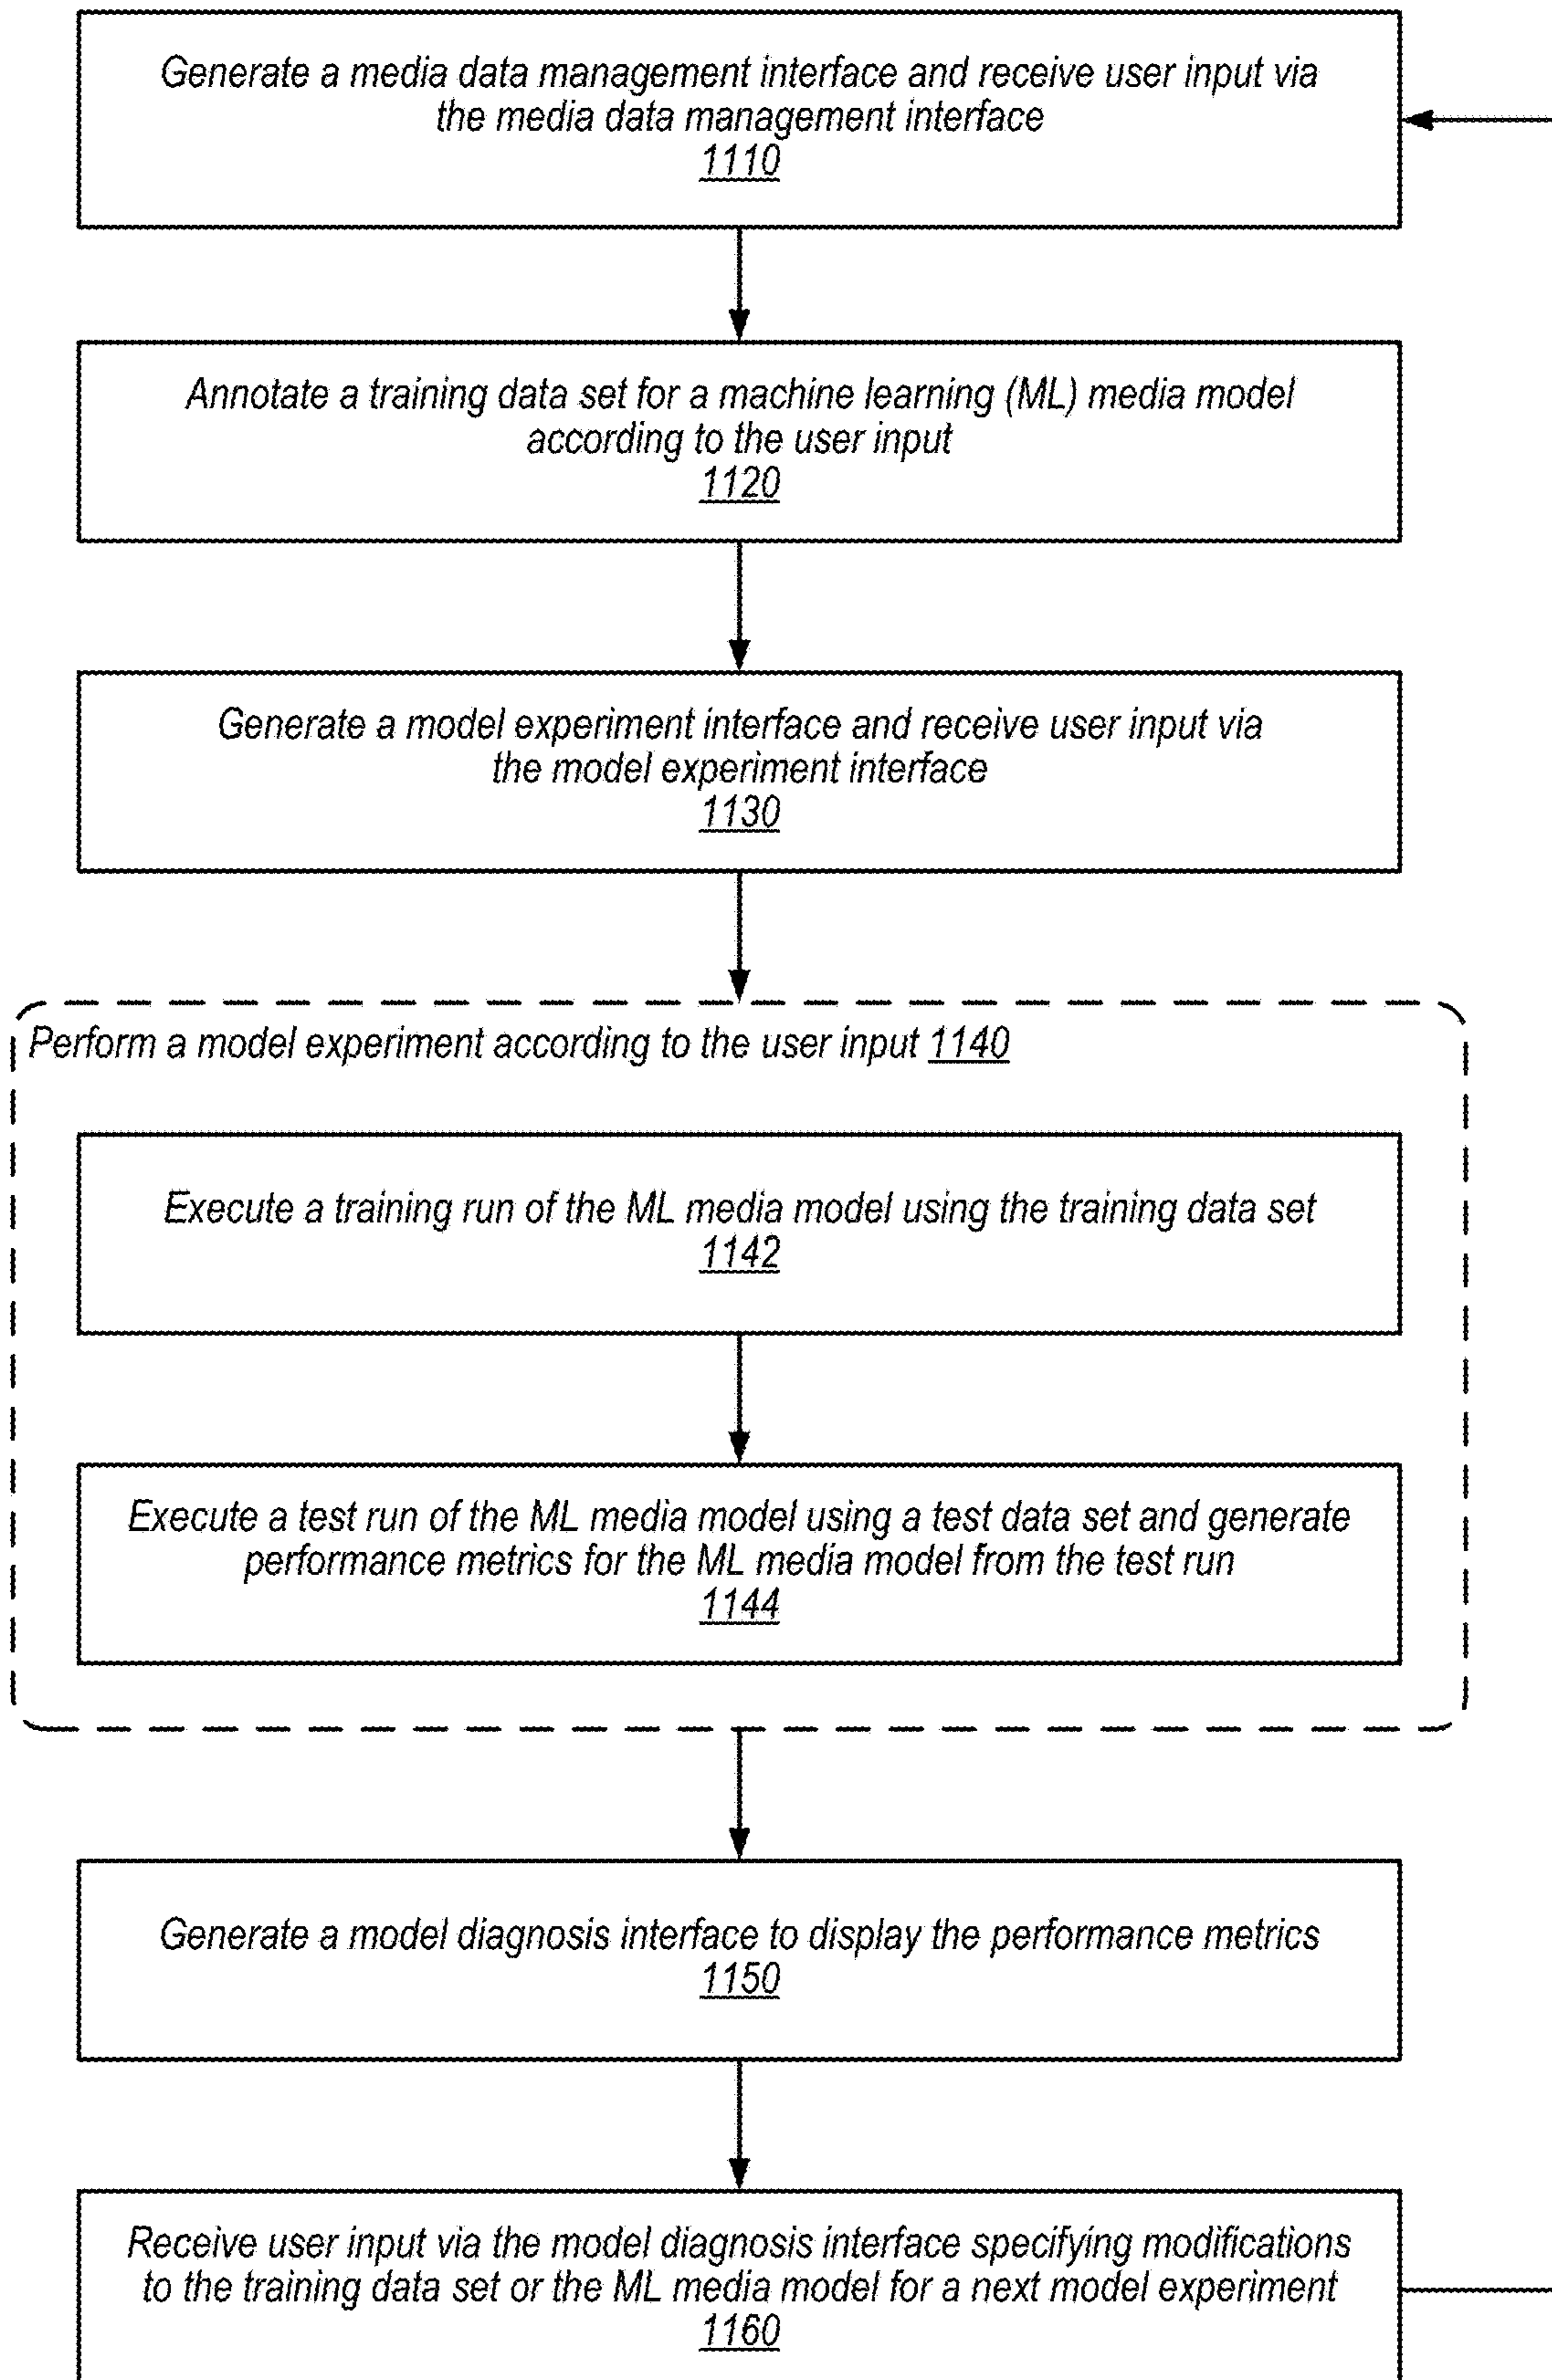 Generate a media data management interface and receive user input via
the media data management interface
1110
Annotate a training data set for a machine learning (ML) media model
according to the user input
1120
Generate a model experiment interface and receive user input via
the model experiment interface
1130
Perform a model experiment according to the user input 1140
Execute a training run of the ML media model using the training data set
1142
Execute a test run of the ML media model using a test data set and generate
performance metrics for the ML media model from the test run
1144
Generate a model diagnosis interface to display the performance metrics
1150
Receive user input via the model diagnosis interface specifying modifications
to the training data set or the ML media model for a next model experiment
1160